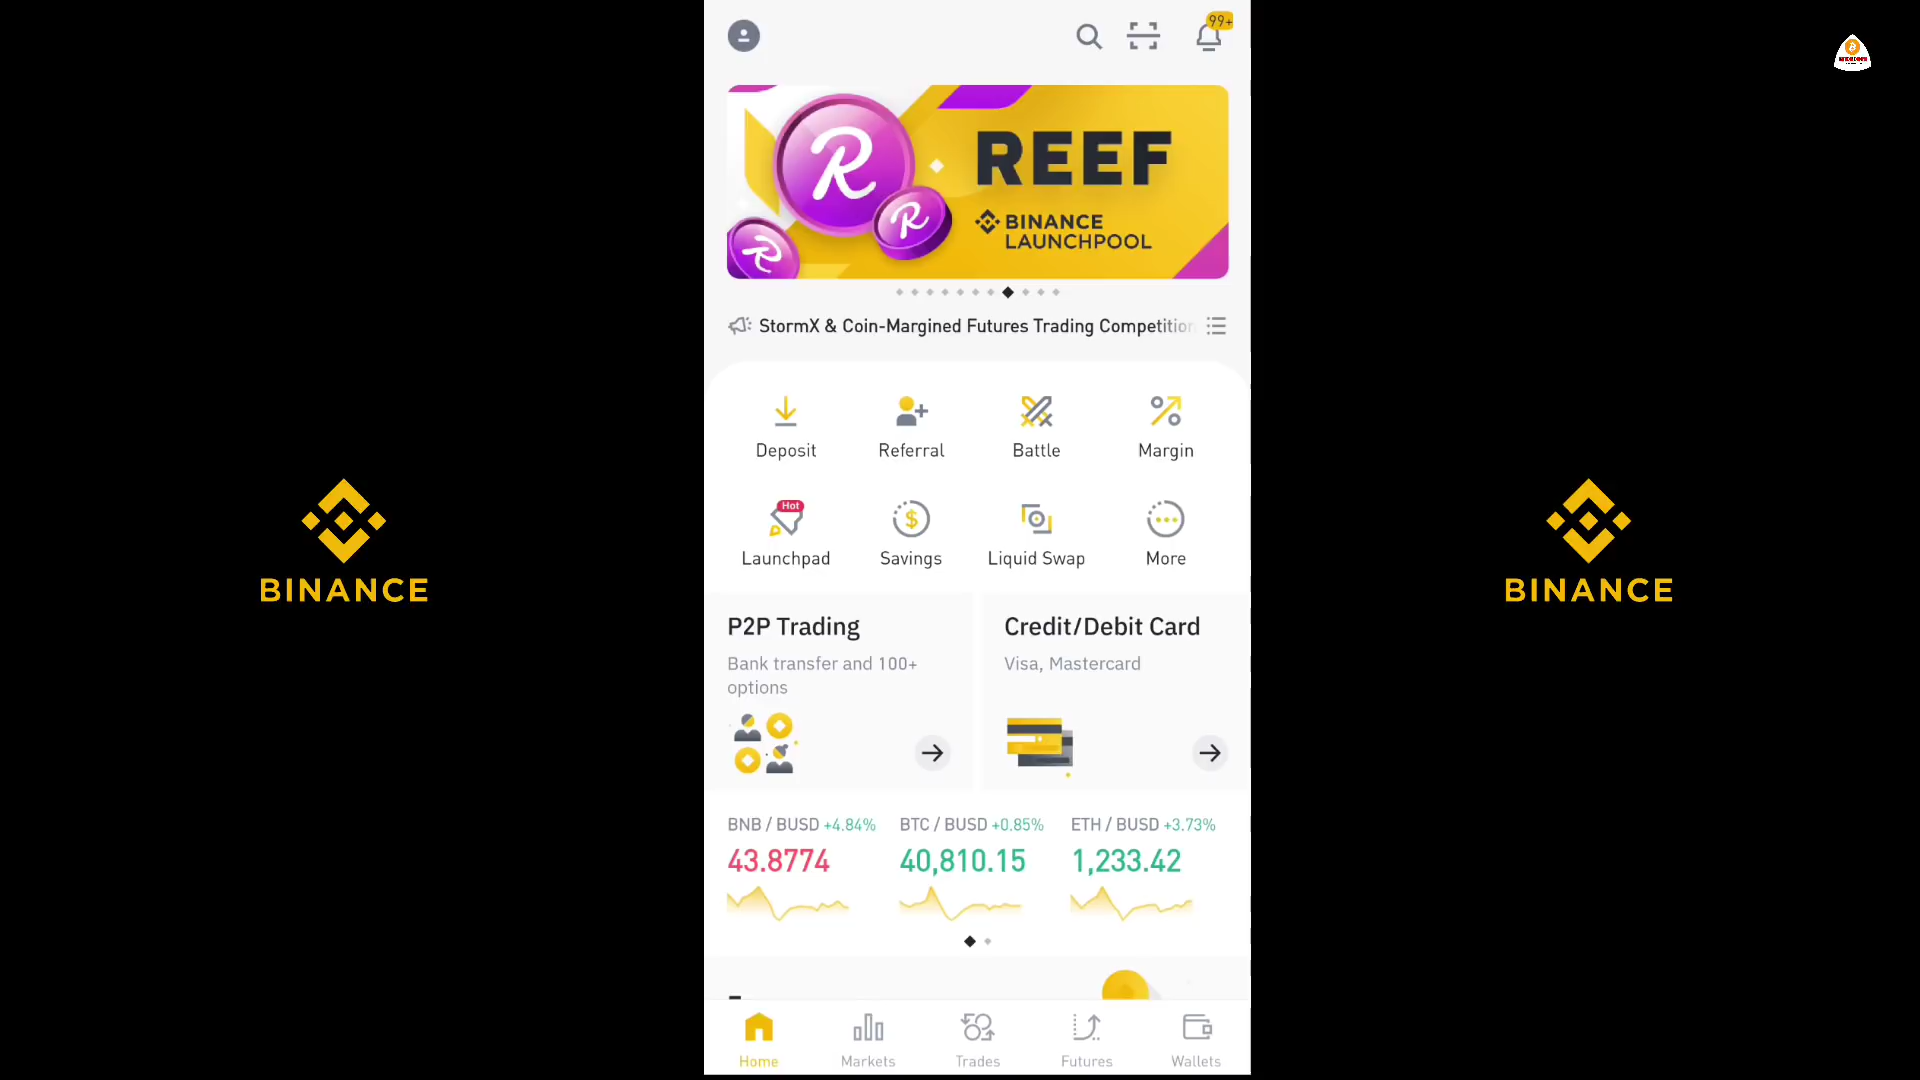 99+
REEF
BINANCE
LAUNCHPOOL
StormX & Coin-Margined Futures Trading Competition
Deposit
Referral
Battle
Margin
Hot
Launchpad
Savings
Liquid Swap
More
P2P Trading
Bank transfer and 100+
options
Credit/Debit Card
Visa, Mastercard
BNB / BUSD +4.84%
43.8774
BTC / BUSD +0.85%
40,810.15
ETH / BUSD +3.73%
1,233.42
Home
Markets
Trades
Futures
Wallets
BINANCE
BINANCE